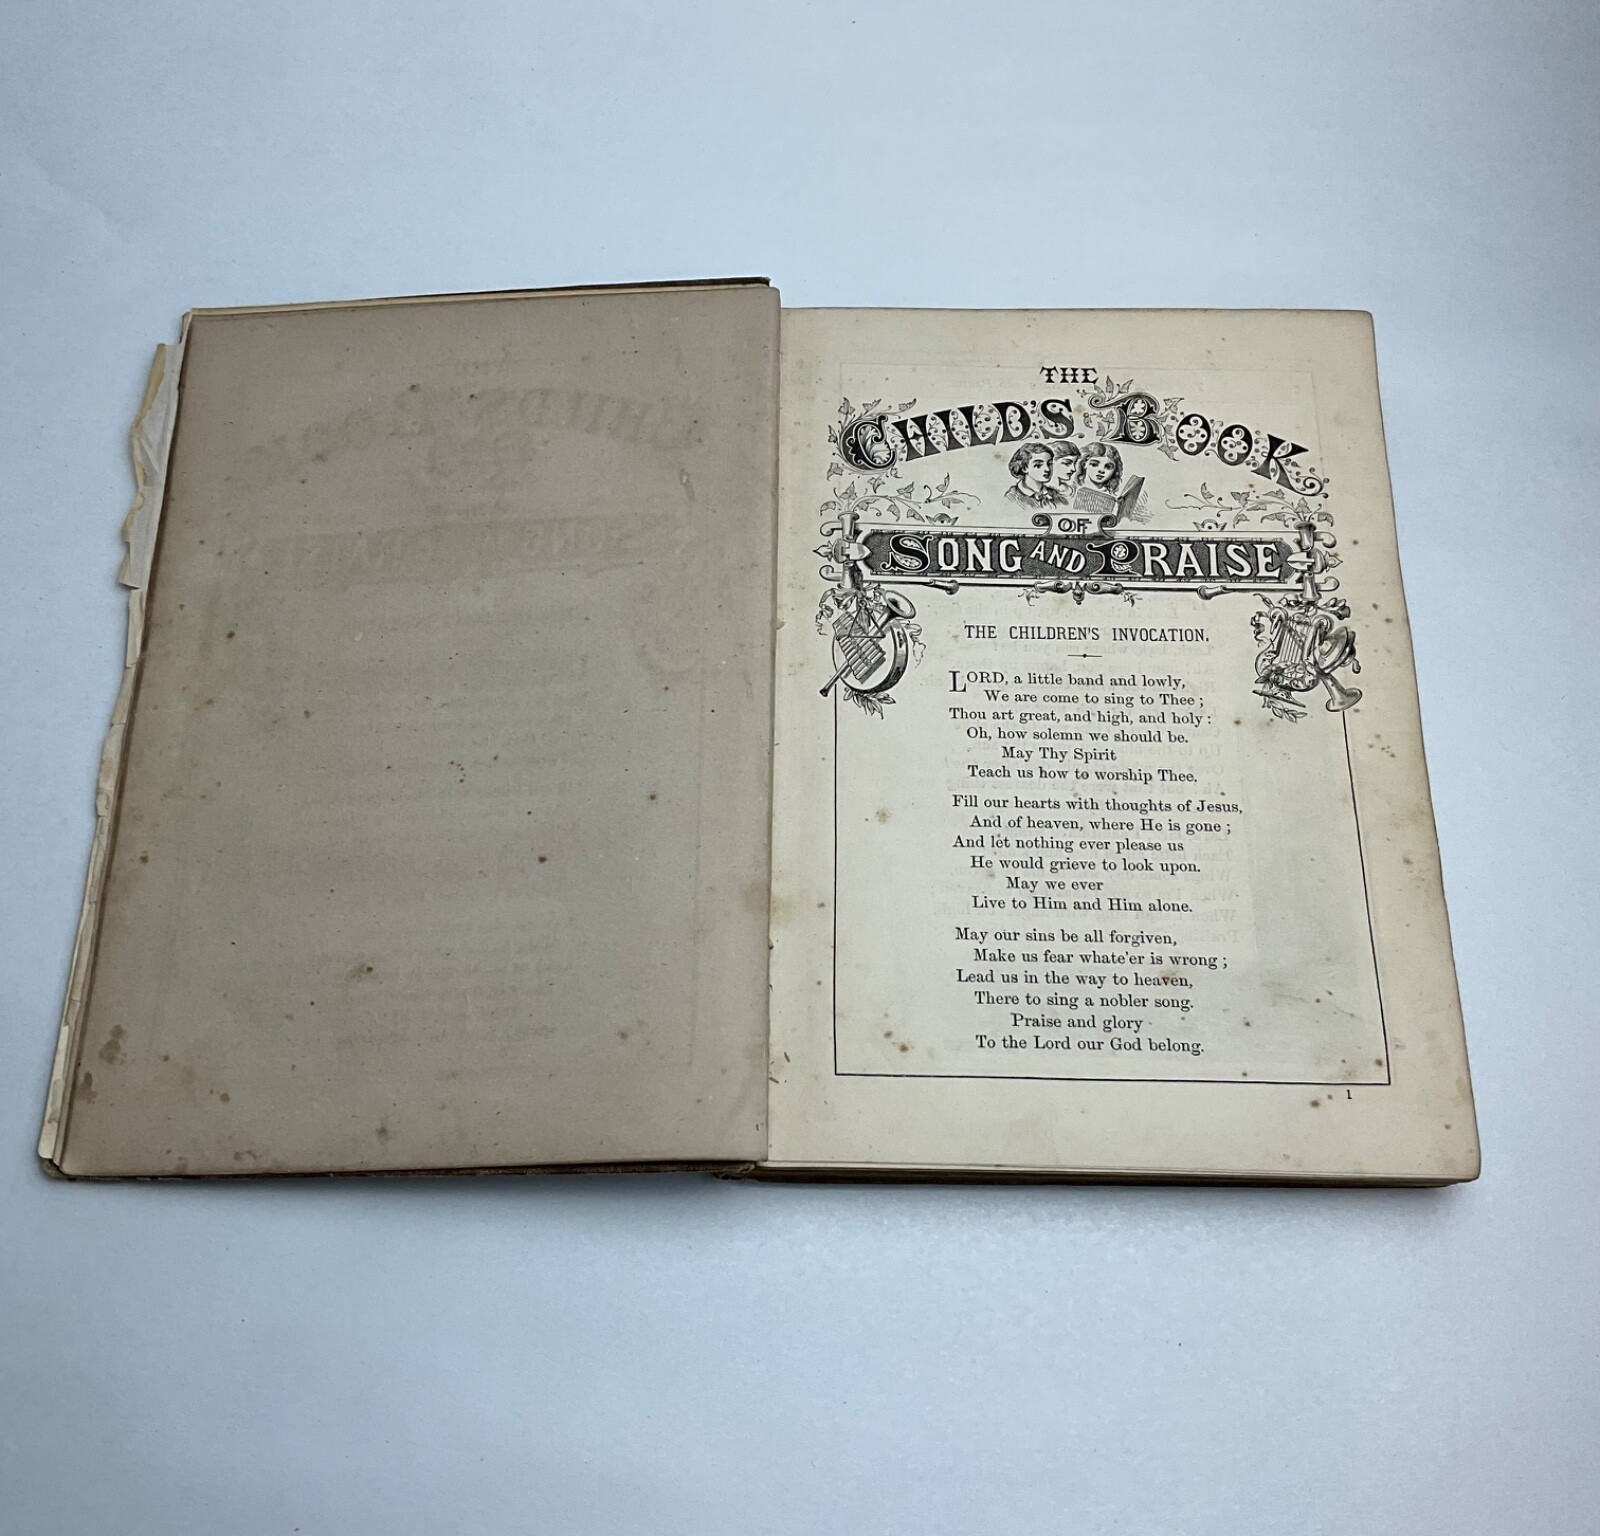 THE
CHILD'S BOOK
OF
SONG AND PRAISE
THE CHILDREN'S INVOCATION.
LORD, a little band and lowly,
We are come to sing to Thee ;
Thou art great, and high, and holy :
Oh, how solemn we should be.
May Thy Spirit
Teach us how to worship Thee.
Fill our hearts with thoughts of Jesus,
And of heaven, where He is gone ;
And let nothing ever please us
He would grieve to look upon.
May we ever
Live to Him and Him alone.
May our sins be all forgiven,
Make us fear whate'er is wrong ;
Lead us in the way to heaven,
There to sing a nobler song.
Praise and glory
To the Lord our God belong.
1